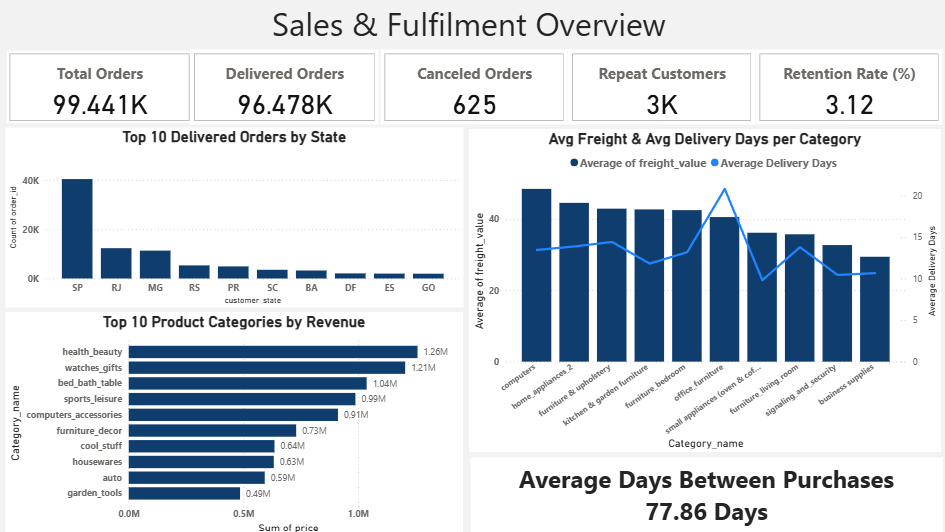 Sales & Fulfilment Overview
Total Orders
99.441K
Delivered Orders
96.478K
Canceled Orders
625
Repeat Customers
3K
Retention Rate (%)
3.12
Top 10 Delivered Orders by State
Count of order_id
40K
20K
0K
SP RJ MG RS PR SC BA DF ES GO
customer_state
Top 10 Product Categories by Revenue
Category_name
health_beauty 1.26M
watches_gifts 1.21M
bed_bath_table 1.04M
sports_leisure 0.99M
computers_accessories 0.91M
furniture_decor 0.73M
cool_stuff 0.64M
housewares 0.63M
auto 0.59M
garden_tools 0.49M
0.0M 0.5M 1.0M
Sum of price
Avg Freight & Avg Delivery Days per Category
Average of freight_value Average Delivery Days
Average of freight_value
40
20
0
20
15
10
5
0
Average Delivery Days
computers
home_appliances_2
furniture & upholstery
kitchen & garden furniture
furniture_bedroom
office_furniture
small appliances (oven & cof...
furniture_living_room
signaling_and_security
business supplies
Category_name
Average Days Between Purchases
77.86 Days